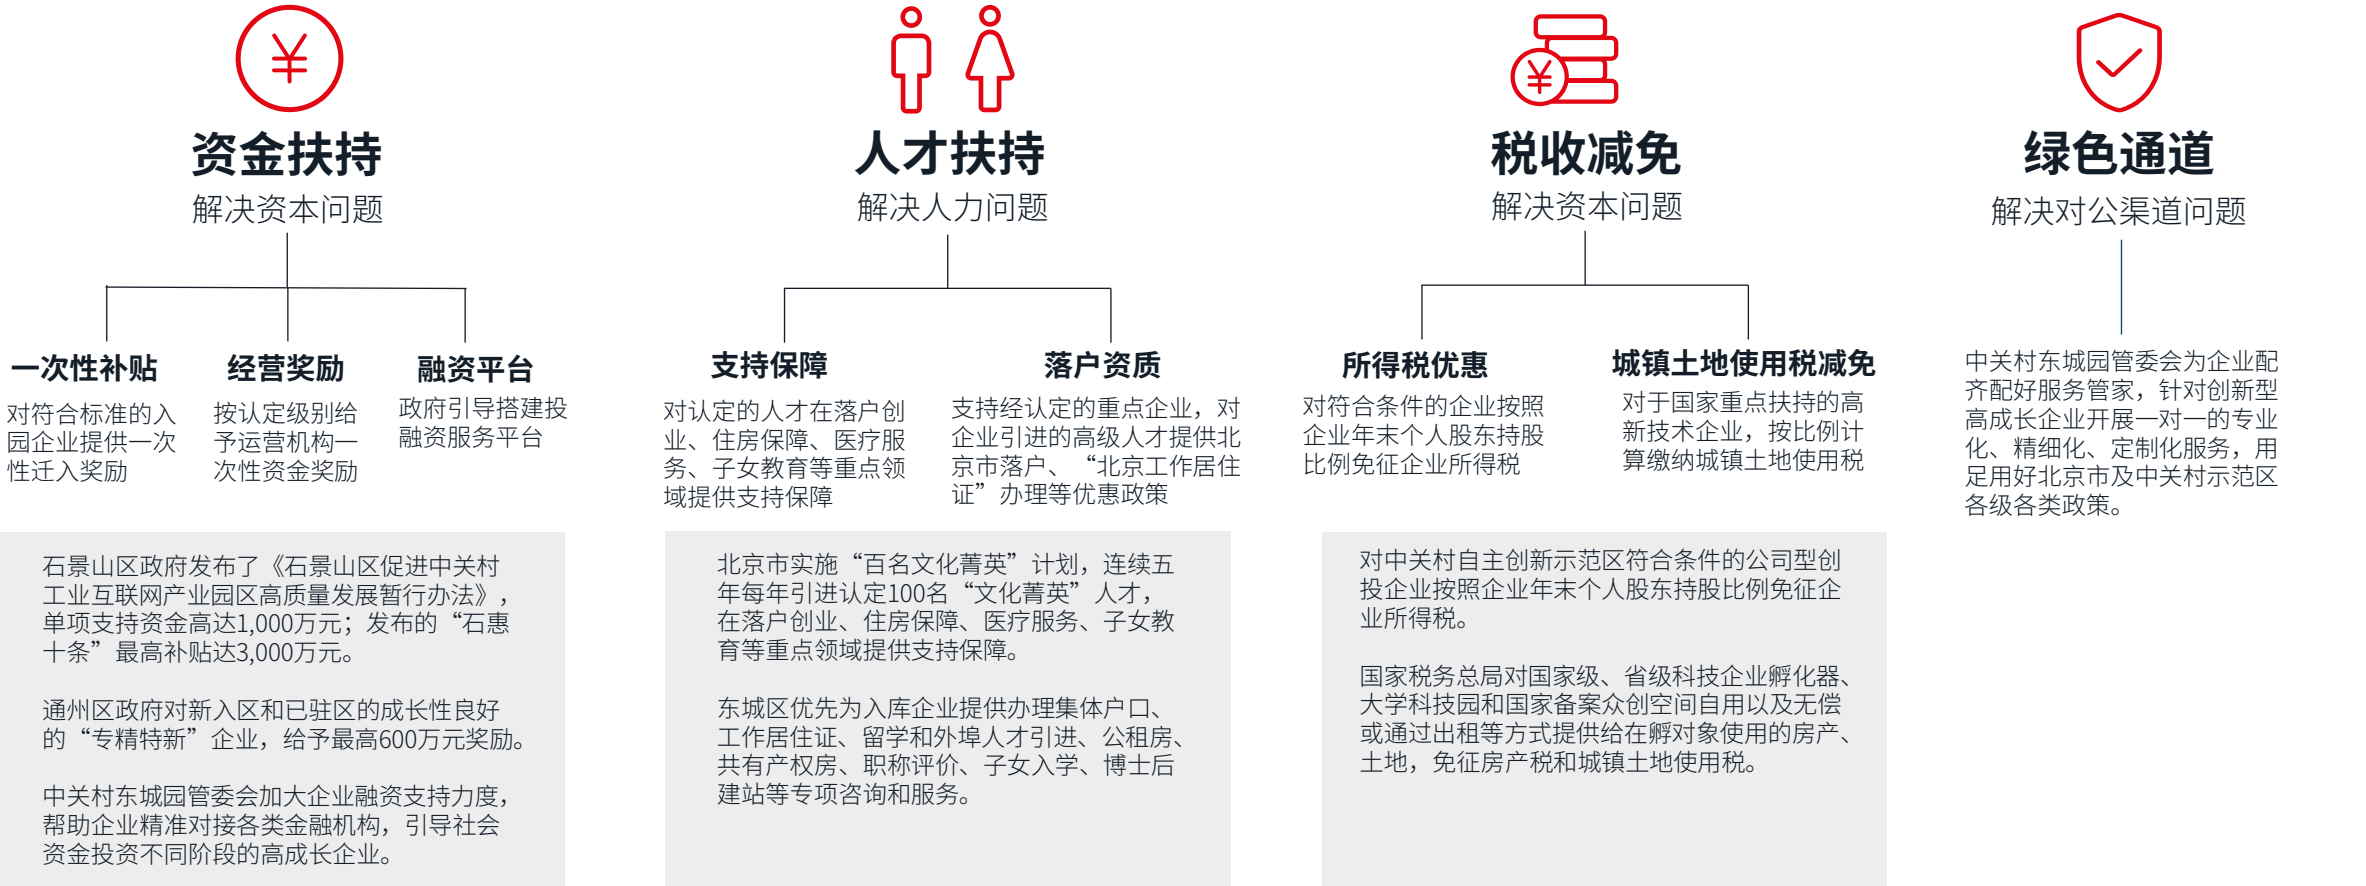 资金扶持
解决资本问题
一次性补贴
对符合标准的入
园企业提供一次
性迁入奖励
经营奖励
按认定级别给
予运营机构一
次性资金奖励
融资平台
政府引导搭建投
融资服务平台
石景山区政府发布了《石景山区促进中关村
工业互联网产业园区高质量发展暂行办法》，
单项支持资金高达1,000万元；发布的“石惠
十条”最高补贴达3,000万元。
通州区政府对新入区和已驻区的成长性良好
的“专精特新”企业，给予最高600万元奖励。
中关村东城园管委会加大企业融资支持力度，
帮助企业精准对接各类金融机构，引导社会
资金投资不同阶段的高成长企业。
人才扶持
解决人力问题
支持保障
对认定的人才在落户创
业、住房保障、医疗服
务、子女教育等重点领
域提供支持保障
落户资质
支持经认定的重点企业，对
企业引进的高级人才提供北
京市落户、“北京工作居住
证”办理等优惠政策
北京市实施“百名文化菁英”计划，连续五
年每年引进认定100名“文化菁英”人才，
在落户创业、住房保障、医疗服务、子女教
育等重点领域提供支持保障。
东城区优先为入库企业提供办理集体户口、
工作居住证、留学和外埠人才引进、公租房、
共有产权房、职称评价、子女入学、博士后
建站等专项咨询和服务。
税收减免
解决资本问题
所得税优惠
对符合条件的企业按照
企业年末个人股东持股
比例免征企业所得税
城镇土地使用税减免
对于国家重点扶持的高
新技术企业，按比例计
算缴纳城镇土地使用税
对中关村自主创新示范区符合条件的公司型创
投企业按照企业年末个人股东持股比例免征企
业所得税。
国家税务总局对国家级、省级科技企业孵化器、
大学科技园和国家备案众创空间自用以及无偿
或通过出租等方式提供给在孵对象使用的房产、
土地，免征房产税和城镇土地使用税。
绿色通道
解决对公渠道问题
中关村东城园管委会为企业配
齐配好服务管家，针对创新型
高成长企业开展一对一的专业
化、精细化、定制化服务，用
足用好北京市及中关村示范区
各级各类政策。